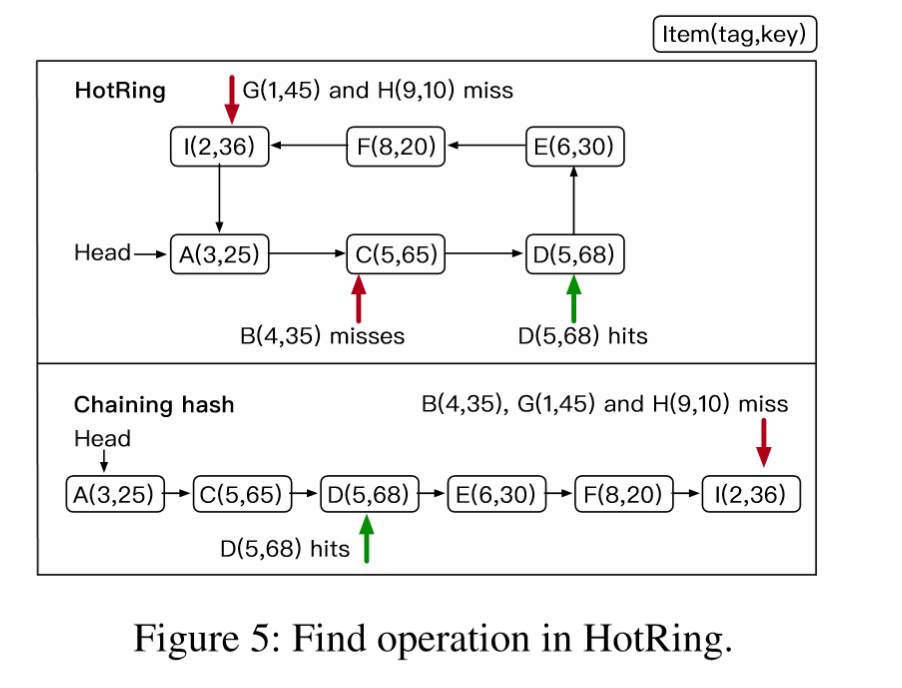 Item(tag,key)
HotRing
G(1,45) and H(9,10) miss
I(2,36)
F(8,20)
E(6,30)
Head
A(3,25)
C(5,65)
D(5,68)
B(4,35) misses
D(5,68) hits
Chaining hash
B(4,35), G(1,45) and H(9,10) miss
Head
A(3,25)
C(5,65)
D(5,68)
E(6,30)
F(8,20)
I(2,36)
D(5,68) hits
Figure 5: Find operation in HotRing.